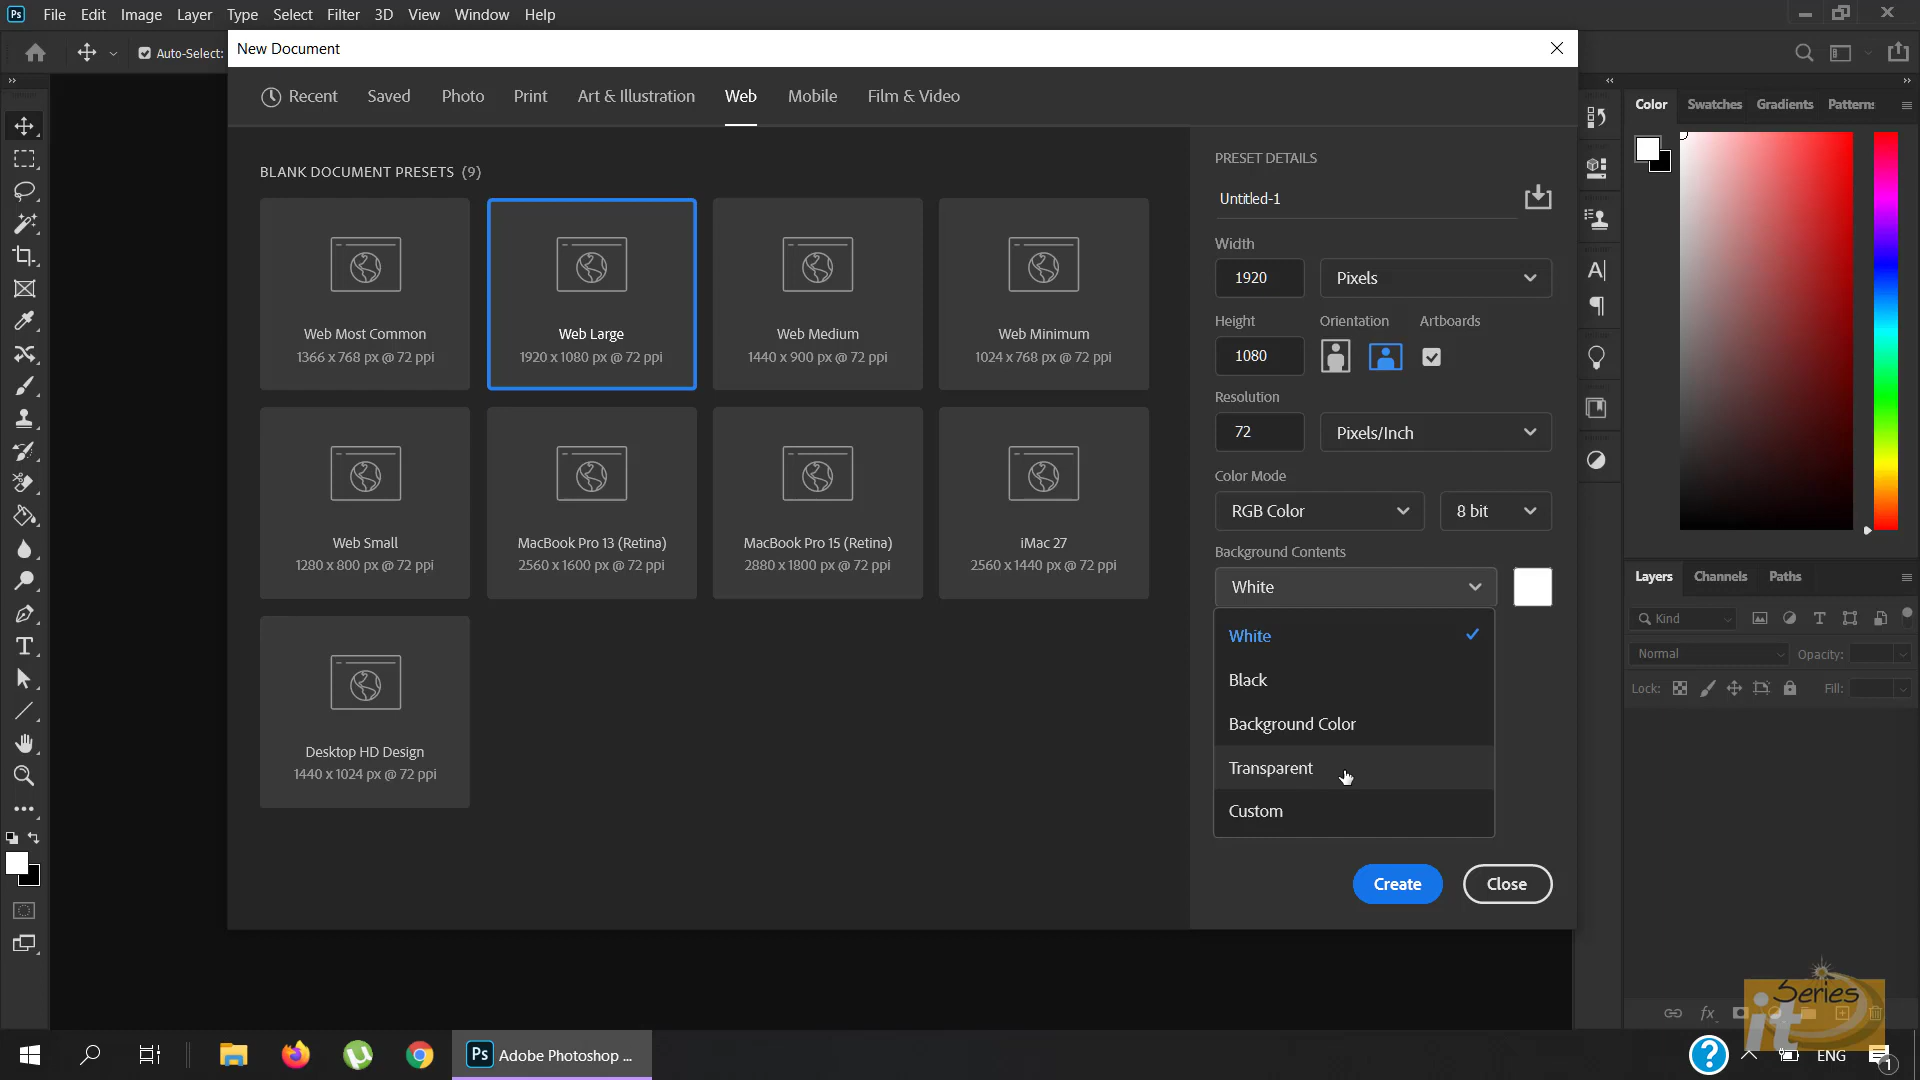 Ps File Edit Image Layer Type Select Filter 3D View Window Help
Auto-Select:
New Document
Recent Saved Photo Print Art & Illustration Web Mobile Film & Video
BLANK DOCUMENT PRESETS (9)
Web Most Common
1366 x 768 px @ 72 ppi
Web Large
1920 x 1080 px @ 72 ppi
Web Medium
1440 x 900 px @ 72 ppi
Web Minimum
1024 x 768 px @ 72 ppi
Web Small
1280 x 800 px @ 72 ppi
MacBook Pro 13 (Retina)
2560 x 1600 px @ 72 ppi
MacBook Pro 15 (Retina)
2880 x 1800 px @ 72 ppi
iMac 27
2560 x 1440 px @ 72 ppi
Desktop HD Design
1440 x 1024 px @ 72 ppi
PRESET DETAILS
Untitled-1
Width
1920 Pixels
Height Orientation Artboards
1080
Resolution
72 Pixels/Inch
Color Mode
RGB Color 8 bit
Background Contents
White
White
Black
Background Color
Transparent
Custom
Create Close
Color Swatches Gradients Patterns
Layers Channels Paths
Kind
Normal Opacity:
Lock: Fill:
fx
Series
it
Ps Adobe Photoshop ...
ENG
1